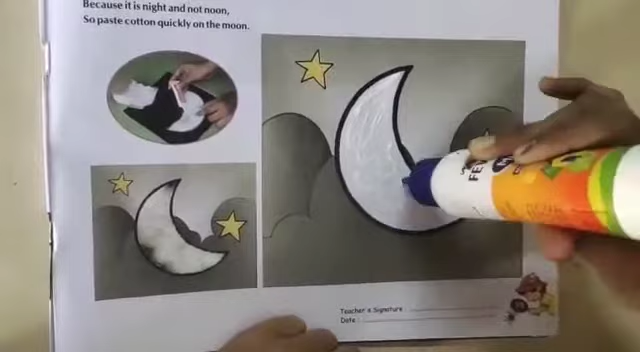 Because it is night and not noon,
So paste cotton quickly on the moon.
Teacher's Signature
Date :